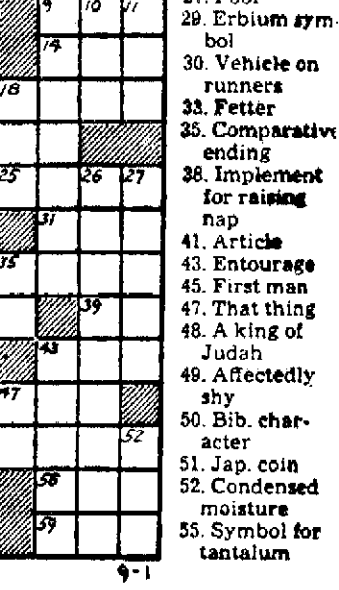 9 10 11
14
18
25 26 27
31
35
39
43
47
52
58
59
9-1
29. Erbium sym-
bol
30. Vehicle on
runners
33. Fetter
35. Comparative
ending
38. Implement
for raising
nap
41. Article
43. Entourage
45. First man
47. That thing
48. A king of
Judah
49. Affectedly
shy
50. Bib. char-
acter
51. Jap. coin
52. Condensed
moisture
55. Symbol for
tantalum